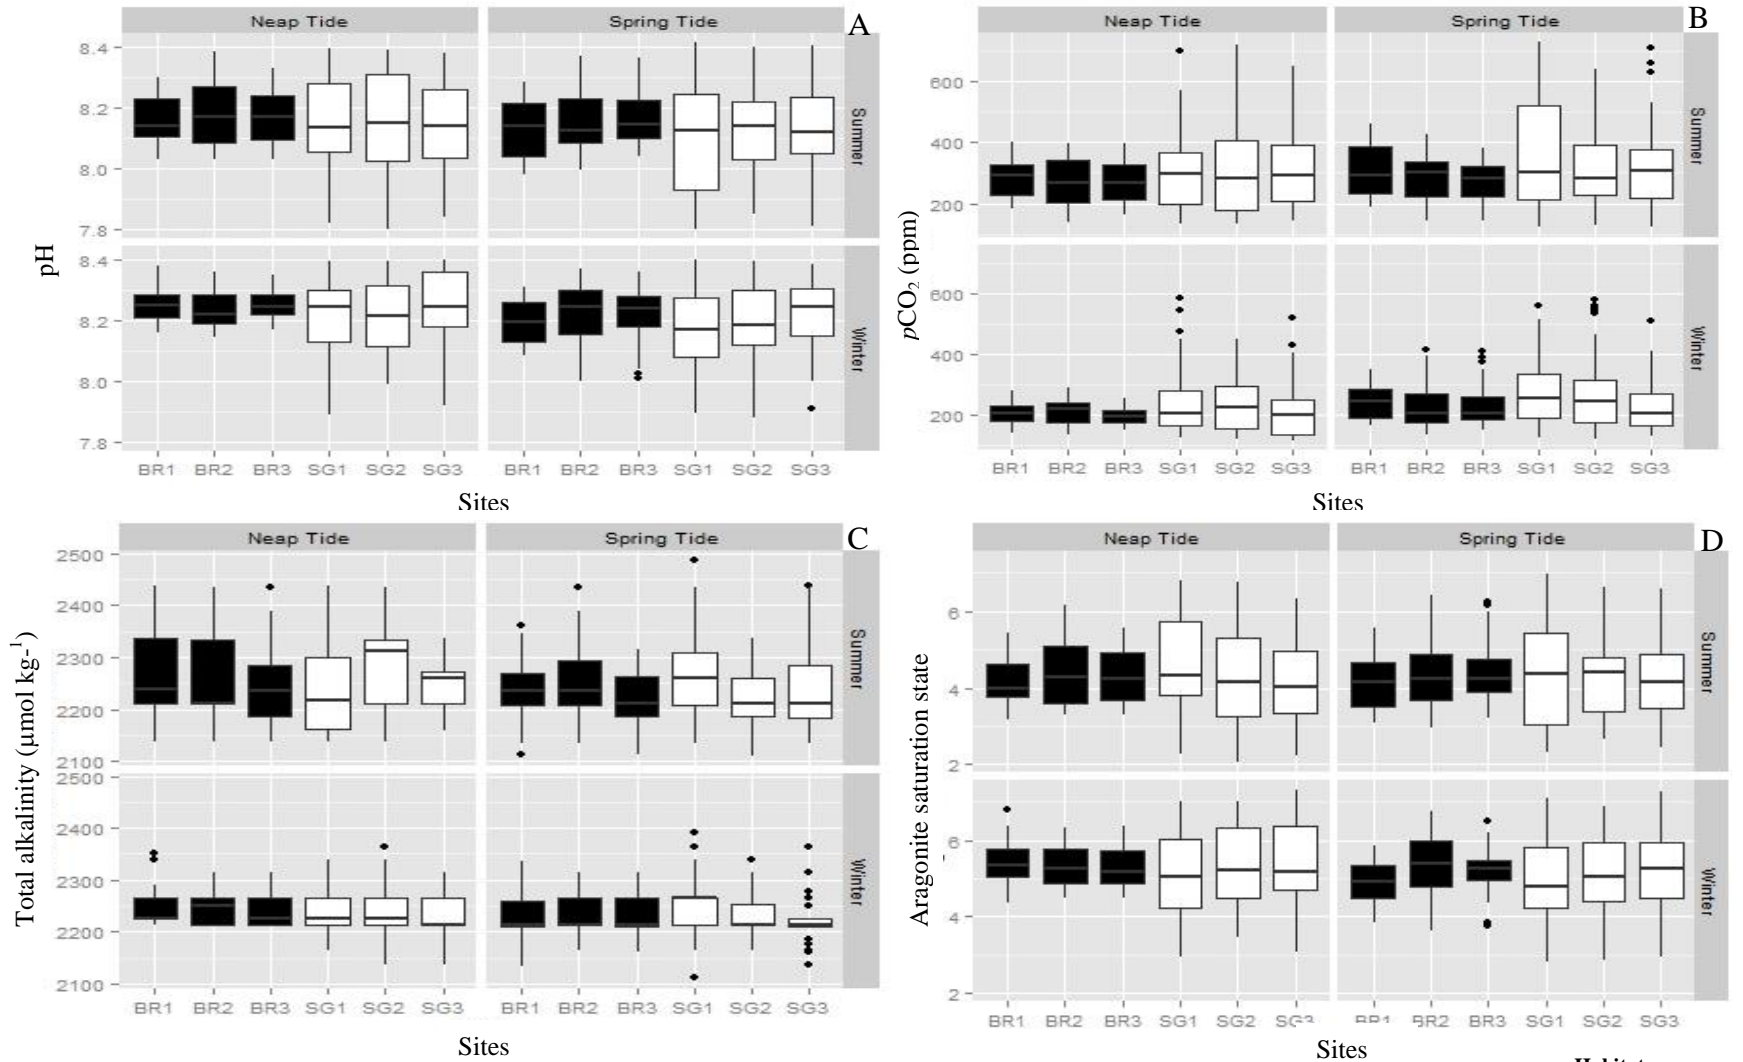 Neap Tide Spring Tide A
8.4
8.2
8.0
7.8
Summer
pH
8.4
8.2
8.0
7.8
Winter
BR1 BR2 BR3 SG1 SG2 SG3 BR1 BR2 BR3 SG1 SG2 SG3
Sites
Neap Tide Spring Tide B
600
400
200
Summer
pCO2 (ppm)
600
400
200
Winter
BR1 BR2 BR3 SG1 SG2 SG3 BR1 BR2 BR3 SG1 SG2 SG3
Sites
Neap Tide Spring Tide C
2500
2400
2300
2200
2100
Summer
Total alkalinity (µmol kg-1)
2500
2400
2300
2200
2100
Winter
BR1 BR2 BR3 SG1 SG2 SG3 BR1 BR2 BR3 SG1 SG2 SG3
Sites
Neap Tide Spring Tide D
6
4
2
Summer
Aragonite saturation state
6
4
2
Winter
BR1 BR2 BR3 SG1 SG2 BR2 BR3 SG1 SG2 SG3
Sites